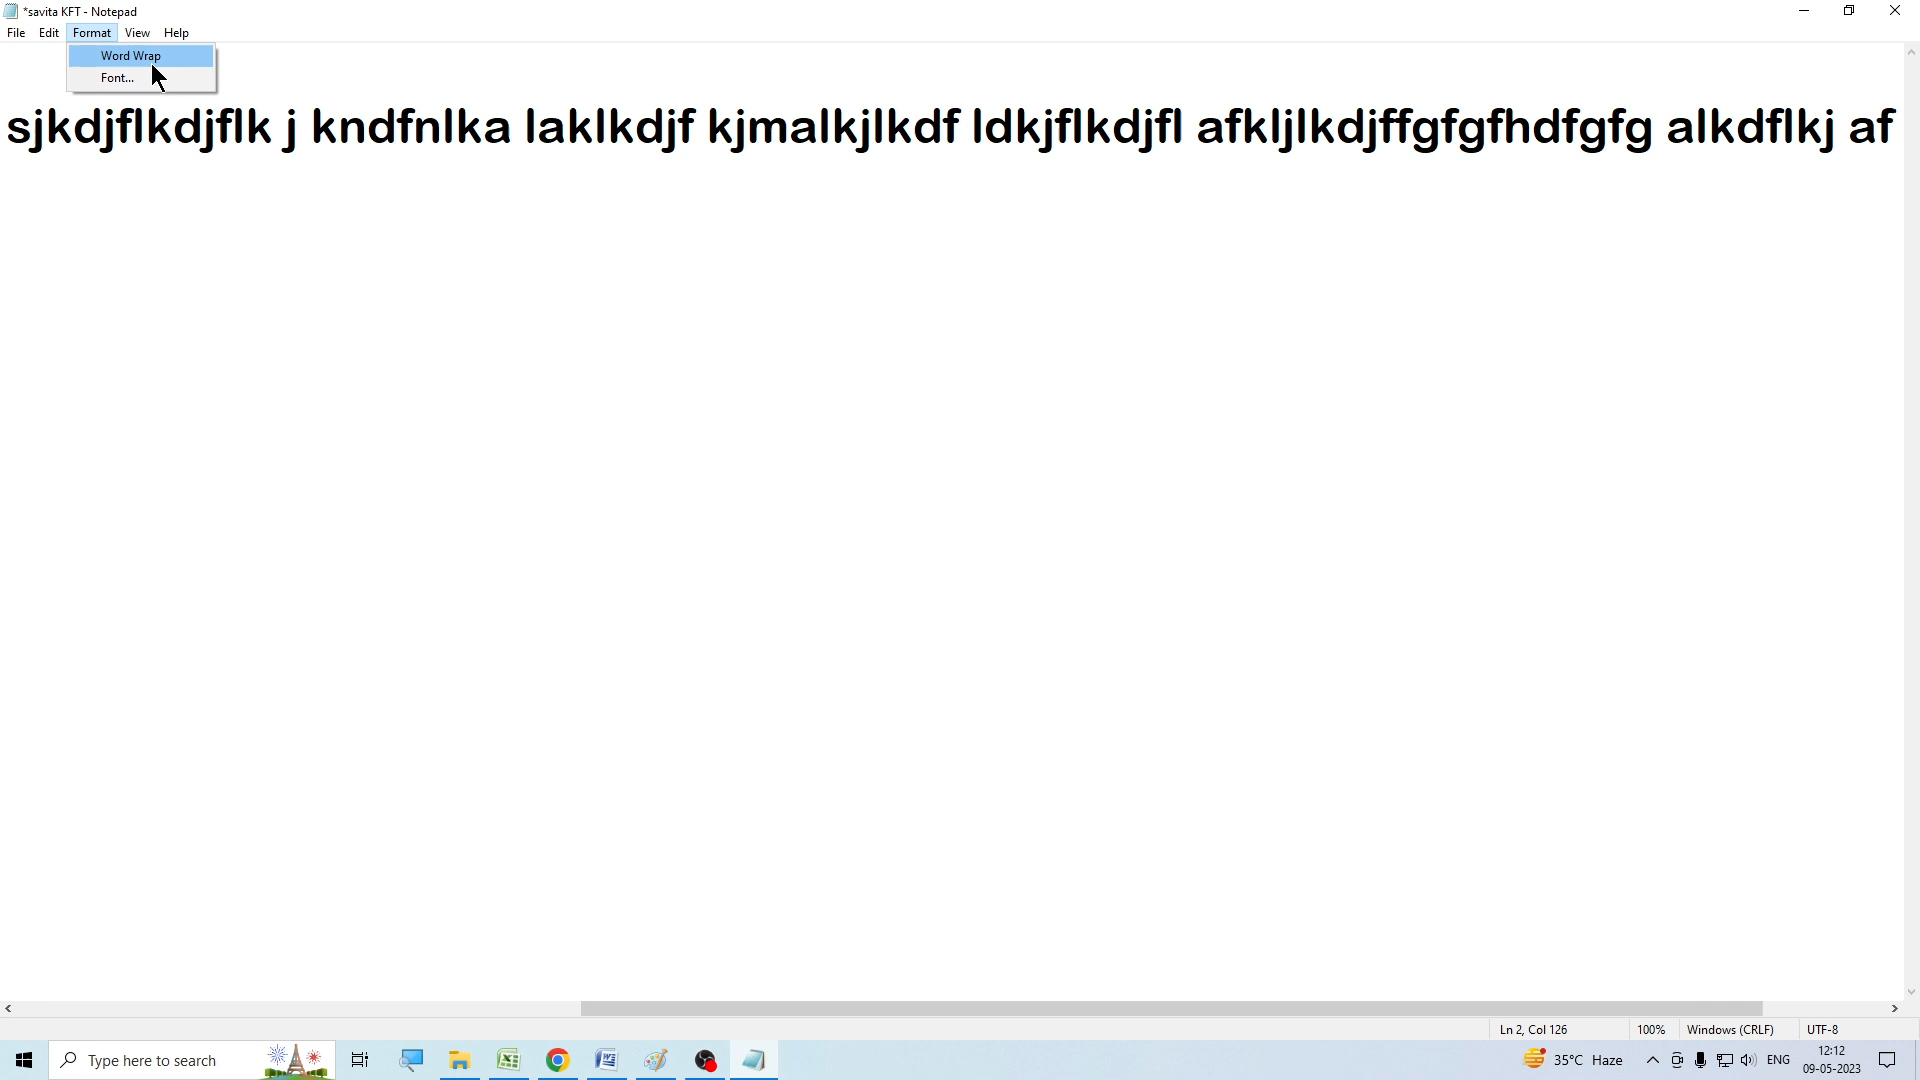 *savita KFT - Notepad
File Edit Format View Help
Word Wrap
Font...
sjkdjflkdjflk j kndfnlka laklkdjf kjmalkjlkdf ldkjflkdjfl afkljlkdjffgfgfhdfgfg alkdflkj af
Ln 2, Col 126 100% Windows (CRLF) UTF-8
Type here to search 35°C Haze ENG 12:12
09-05-2023